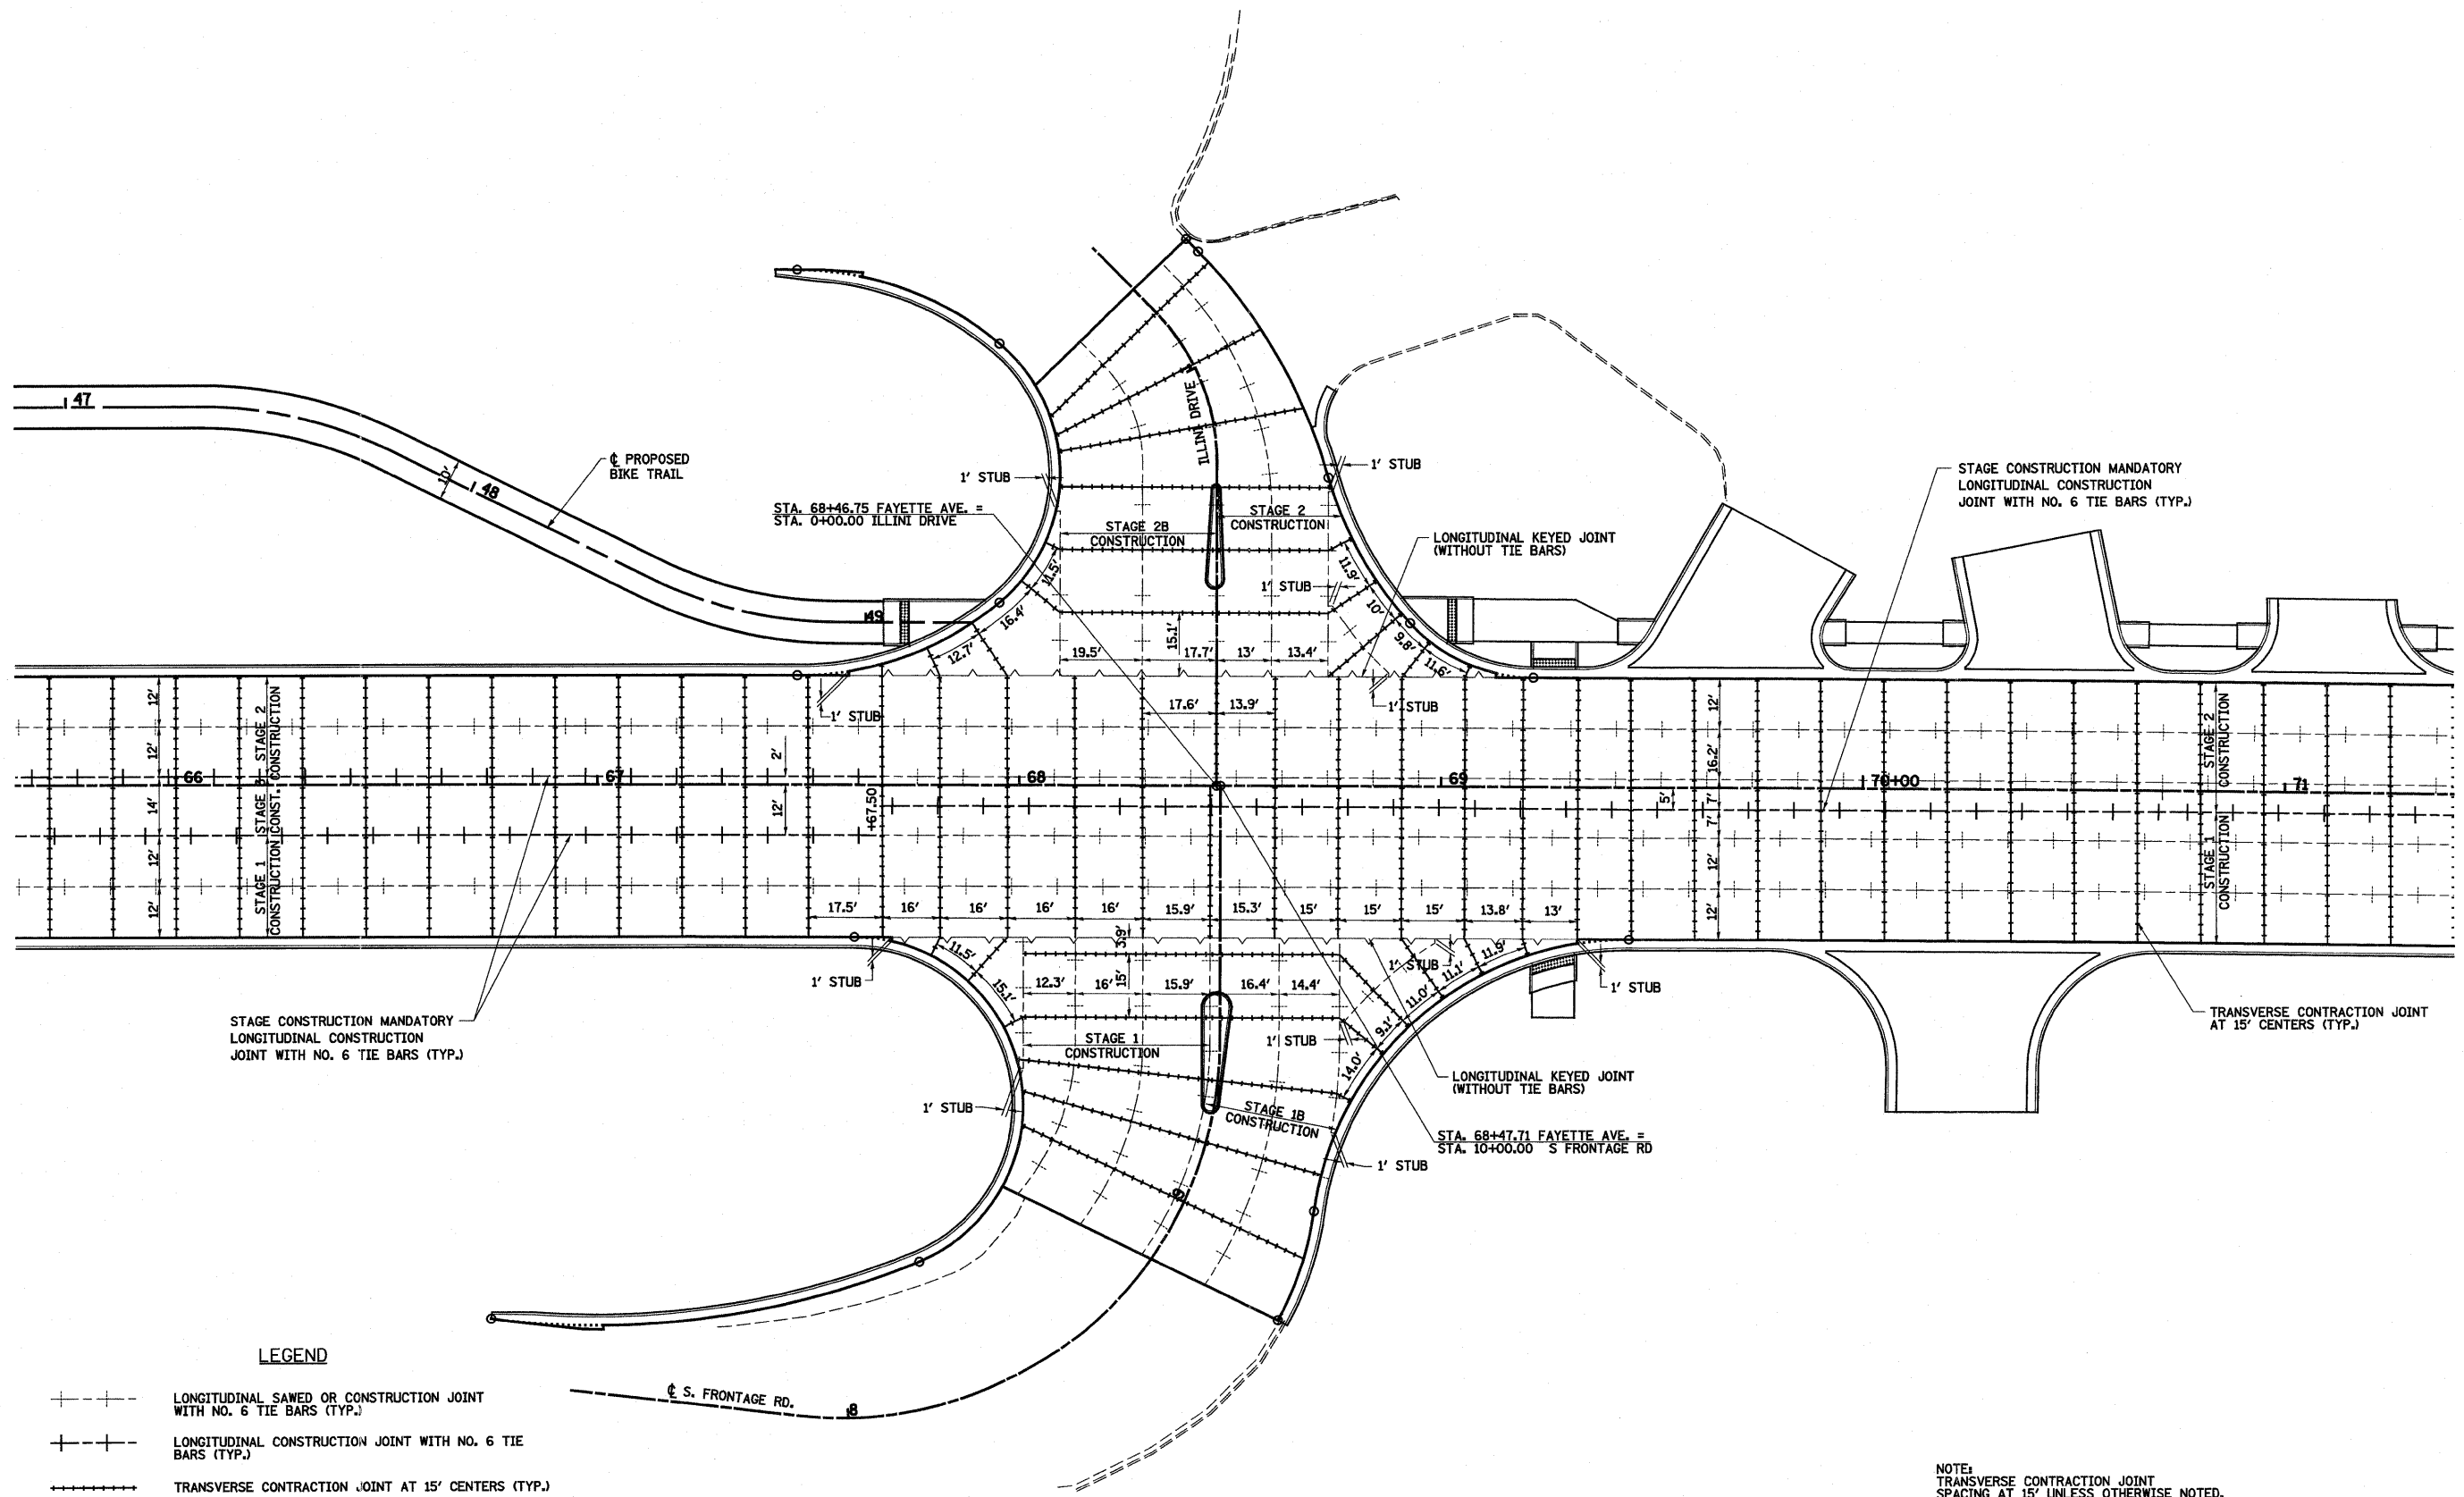 47
10'
48
℄ PROPOSED
BIKE TRAIL
49
ILLINI DRIVE
1' STUB
1' STUB
STA. 68+46.75 FAYETTE AVE. =
STA. 0+00.00 ILLINI DRIVE
STAGE 2B
CONSTRUCTION
STAGE 2
CONSTRUCTION
LONGITUDINAL KEYED JOINT
(WITHOUT TIE BARS)
STAGE CONSTRUCTION MANDATORY
LONGITUDINAL CONSTRUCTION
JOINT WITH NO. 6 TIE BARS (TYP.)
1' STUB
11.5'
16.4'
12.7'
11.9'
10'
9.8'
11.6'
15.1'
19.5'
17.7'
13'
13.4'
17.6'
13.9'
1' STUB
1' STUB
12'
12'
14'
12'
12'
STAGE 2
CONSTRUCTION
STAGE 3
CONST.
STAGE 1
CONSTRUCTION
2'
12'
+67.50
66
67
68
69
70+00
71
5'
12'
16.2'
7'
7'
12'
12'
STAGE 2
CONSTRUCTION
STAGE 1
CONSTRUCTION
17.5'
16'
16'
16'
16'
15.9'
15.3'
15'
15'
15'
13.8'
13'
3.9'
15'
11.5'
15.1'
12.3'
16'
15.9'
16.4'
14.4'
1' STUB
1' STUB
11.9'
11.1'
11.0'
9.1'
14.0'
1' STUB
1' STUB
STAGE 1
CONSTRUCTION
1' STUB
STAGE 1B
CONSTRUCTION
1' STUB
STAGE CONSTRUCTION MANDATORY
LONGITUDINAL CONSTRUCTION
JOINT WITH NO. 6 TIE BARS (TYP.)
TRANSVERSE CONTRACTION JOINT
AT 15' CENTERS (TYP.)
LONGITUDINAL KEYED JOINT
(WITHOUT TIE BARS)
STA. 68+47.71 FAYETTE AVE. =
STA. 10+00.00 S FRONTAGE RD
9
℄ S. FRONTAGE RD.
8
LEGEND
LONGITUDINAL SAWED OR CONSTRUCTION JOINT
WITH NO. 6 TIE BARS (TYP.)
LONGITUDINAL CONSTRUCTION JOINT WITH NO. 6 TIE
BARS (TYP.)
TRANSVERSE CONTRACTION JOINT AT 15' CENTERS (TYP.)
NOTE:
TRANSVERSE CONTRACTION JOINT
SPACING AT 15' UNLESS OTHERWISE NOTED.